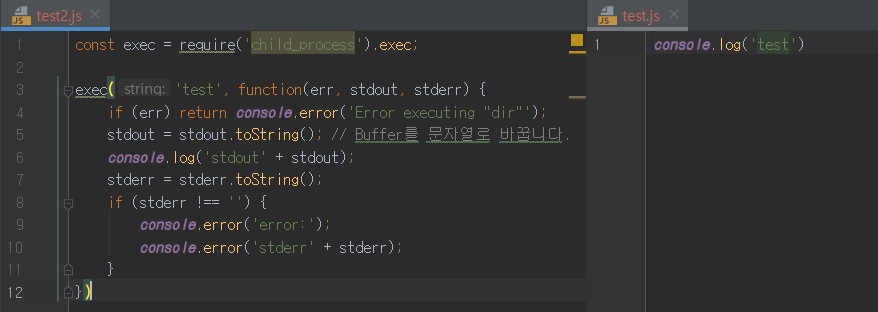 test2.js
1 const exec = require('child_process').exec;
2
3 exec( string: 'test', function(err, stdout, stderr) {
4 if (err) return console.error('Error executing "dir"');
5 stdout = stdout.toString(); // Buffer를 문자열로 바꿉니다.
6 console.log('stdout' + stdout);
7 stderr = stderr.toString();
8 if (stderr !== '') {
9 console.error('error:');
10 console.error('stderr' + stderr);
11 }
12 })
test.js
1 console.log('test')